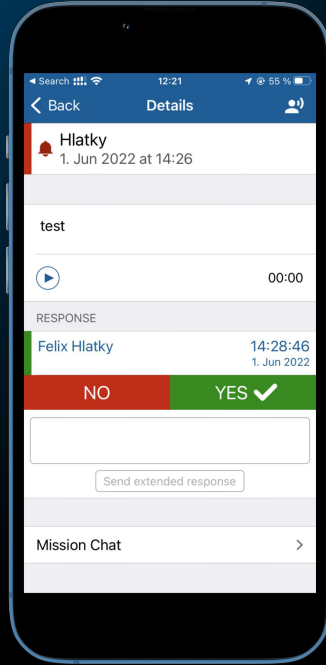 Search
12:21
55 %
Back
Details
Hlatky
1. Jun 2022 at 14:26
test
00:00
RESPONSE
Felix Hlatky
14:28:46
1. Jun 2022
NO
YES
Send extended response
Mission Chat